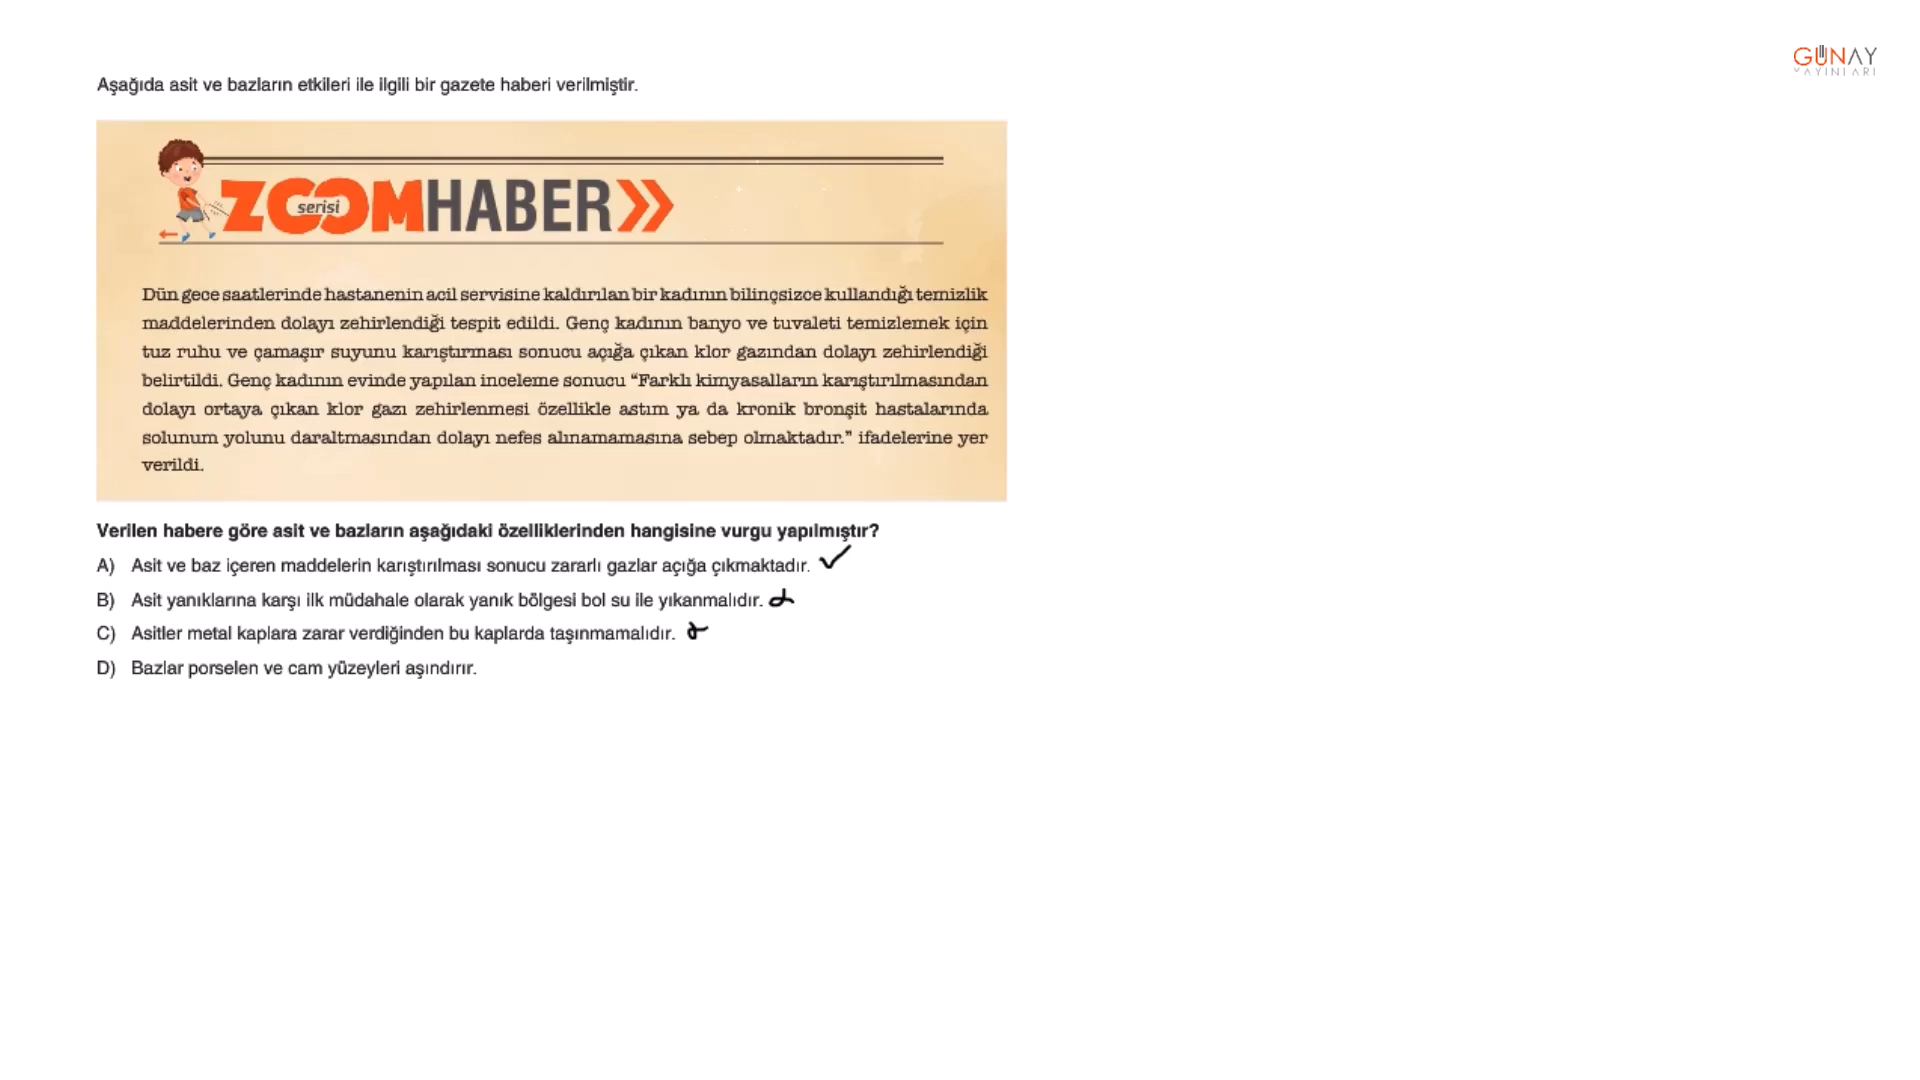 GÜNAY
YAYINLARI
Aşağıda asit ve bazların etkileri ile ilgili bir gazete haberi verilmiştir.
ZOOM serisi HABER
Dün gece saatlerinde hastanenin acil servisine kaldırılan bir kadının bilinçsizce kullandığı temizlik
maddelerinden dolayı zehirlendiği tespit edildi. Genç kadının banyo ve tuvaleti temizlemek için
tuz ruhu ve çamaşır suyunu karıştırması sonucu açığa çıkan klor gazından dolayı zehirlendiği
belirtildi. Genç kadının evinde yapılan inceleme sonucu “Farklı kimyasalların karıştırılmasından
dolayı ortaya çıkan klor gazı zehirlenmesi özellikle astım ya da kronik bronşit hastalarında
solunum yolunu daraltmasından dolayı nefes alınamamasına sebep olmaktadır.” ifadelerine yer
verildi.
Verilen habere göre asit ve bazların aşağıdaki özelliklerinden hangisine vurgu yapılmıştır?
A) Asit ve baz içeren maddelerin karıştırılması sonucu zararlı gazlar açığa çıkmaktadır.
B) Asit yanıklarına karşı ilk müdahale olarak yanık bölgesi bol su ile yıkanmalıdır.
C) Asitler metal kaplara zarar verdiğinden bu kaplarda taşınmamalıdır.
D) Bazlar porselen ve cam yüzeyleri aşındırır.